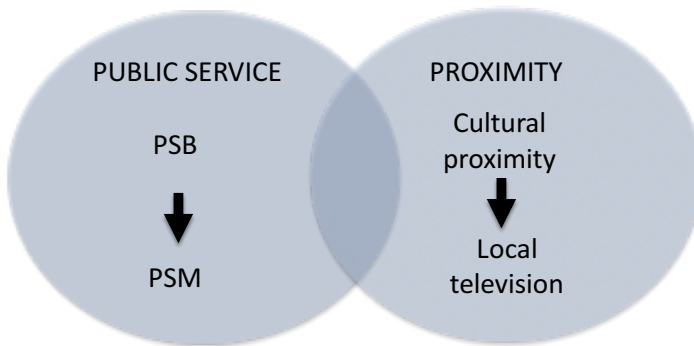 PUBLIC SERVICE
PSB
PSM
PROXIMITY
Cultural
proximity
Local
television